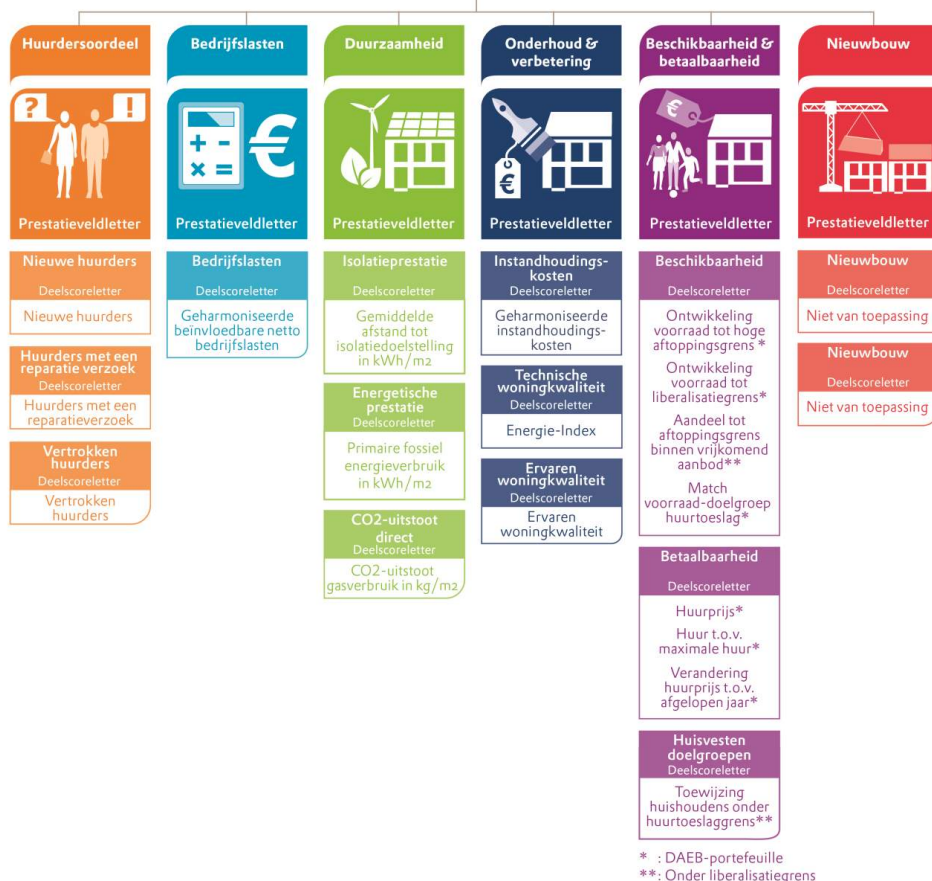 Huurdersoordeel
?
!
Prestatieveldletter
Nieuwe huurders
Deelscoreletter
Nieuwe huurders
Huurders met een
reparatie verzoek
Deelscoreletter
Huurders met een
reparatieverzoek
Vertrokken
huurders
Deelscoreletter
Vertrokken
huurders
Bedrijfslasten
+ -
× =
€
Prestatieveldletter
Bedrijfslasten
Deelscoreletter
Geharmoniseerde
beïnvloedbare netto
bedrijfslasten
Duurzaamheid
Prestatieveldletter
Isolatieprestatie
Deelscoreletter
Gemiddelde
afstand tot
isolatiedoelstelling
in kWh/m2
Energetische
prestatie
Deelscoreletter
Primaire fossiel
energieverbruik
in kWh/m2
CO2-uitstoot
direct
Deelscoreletter
CO2-uitstoot
gasverbruik in kg/m2
Onderhoud &
verbetering
€
Prestatieveldletter
Instandhoudings-
kosten
Deelscoreletter
Geharmoniseerde
instandhoudings-
kosten
Technische
woningkwaliteit
Deelscoreletter
Energie-Index
Ervaren
woningkwaliteit
Deelscoreletter
Ervaren
woningkwaliteit
Beschikbaarheid &
betaalbaarheid
€
Prestatieveldletter
Beschikbaarheid
Deelscoreletter
Ontwikkeling
voorraad tot hoge
aftoppingsgrens *
Ontwikkeling
voorraad tot
liberalisatiegrens*
Aandeel tot
aftoppingsgrens
binnen vrijkomend
aanbod**
Match
voorraad-doelgroep
huurtoeslag*
Betaalbaarheid
Deelscoreletter
Huurprijs*
Huur t.o.v.
maximale huur*
Verandering
huurprijs t.o.v.
afgelopen jaar*
Huisvesten
doelgroepen
Deelscoreletter
Toewijzing
huishoudens onder
huurtoeslaggrens**
* : DAEB-portefeuille
**: Onder liberalisatiegrens
Nieuwbouw
Prestatieveldletter
Nieuwbouw
Deelscoreletter
Niet van toepassing
Nieuwbouw
Deelscoreletter
Niet van toepassing